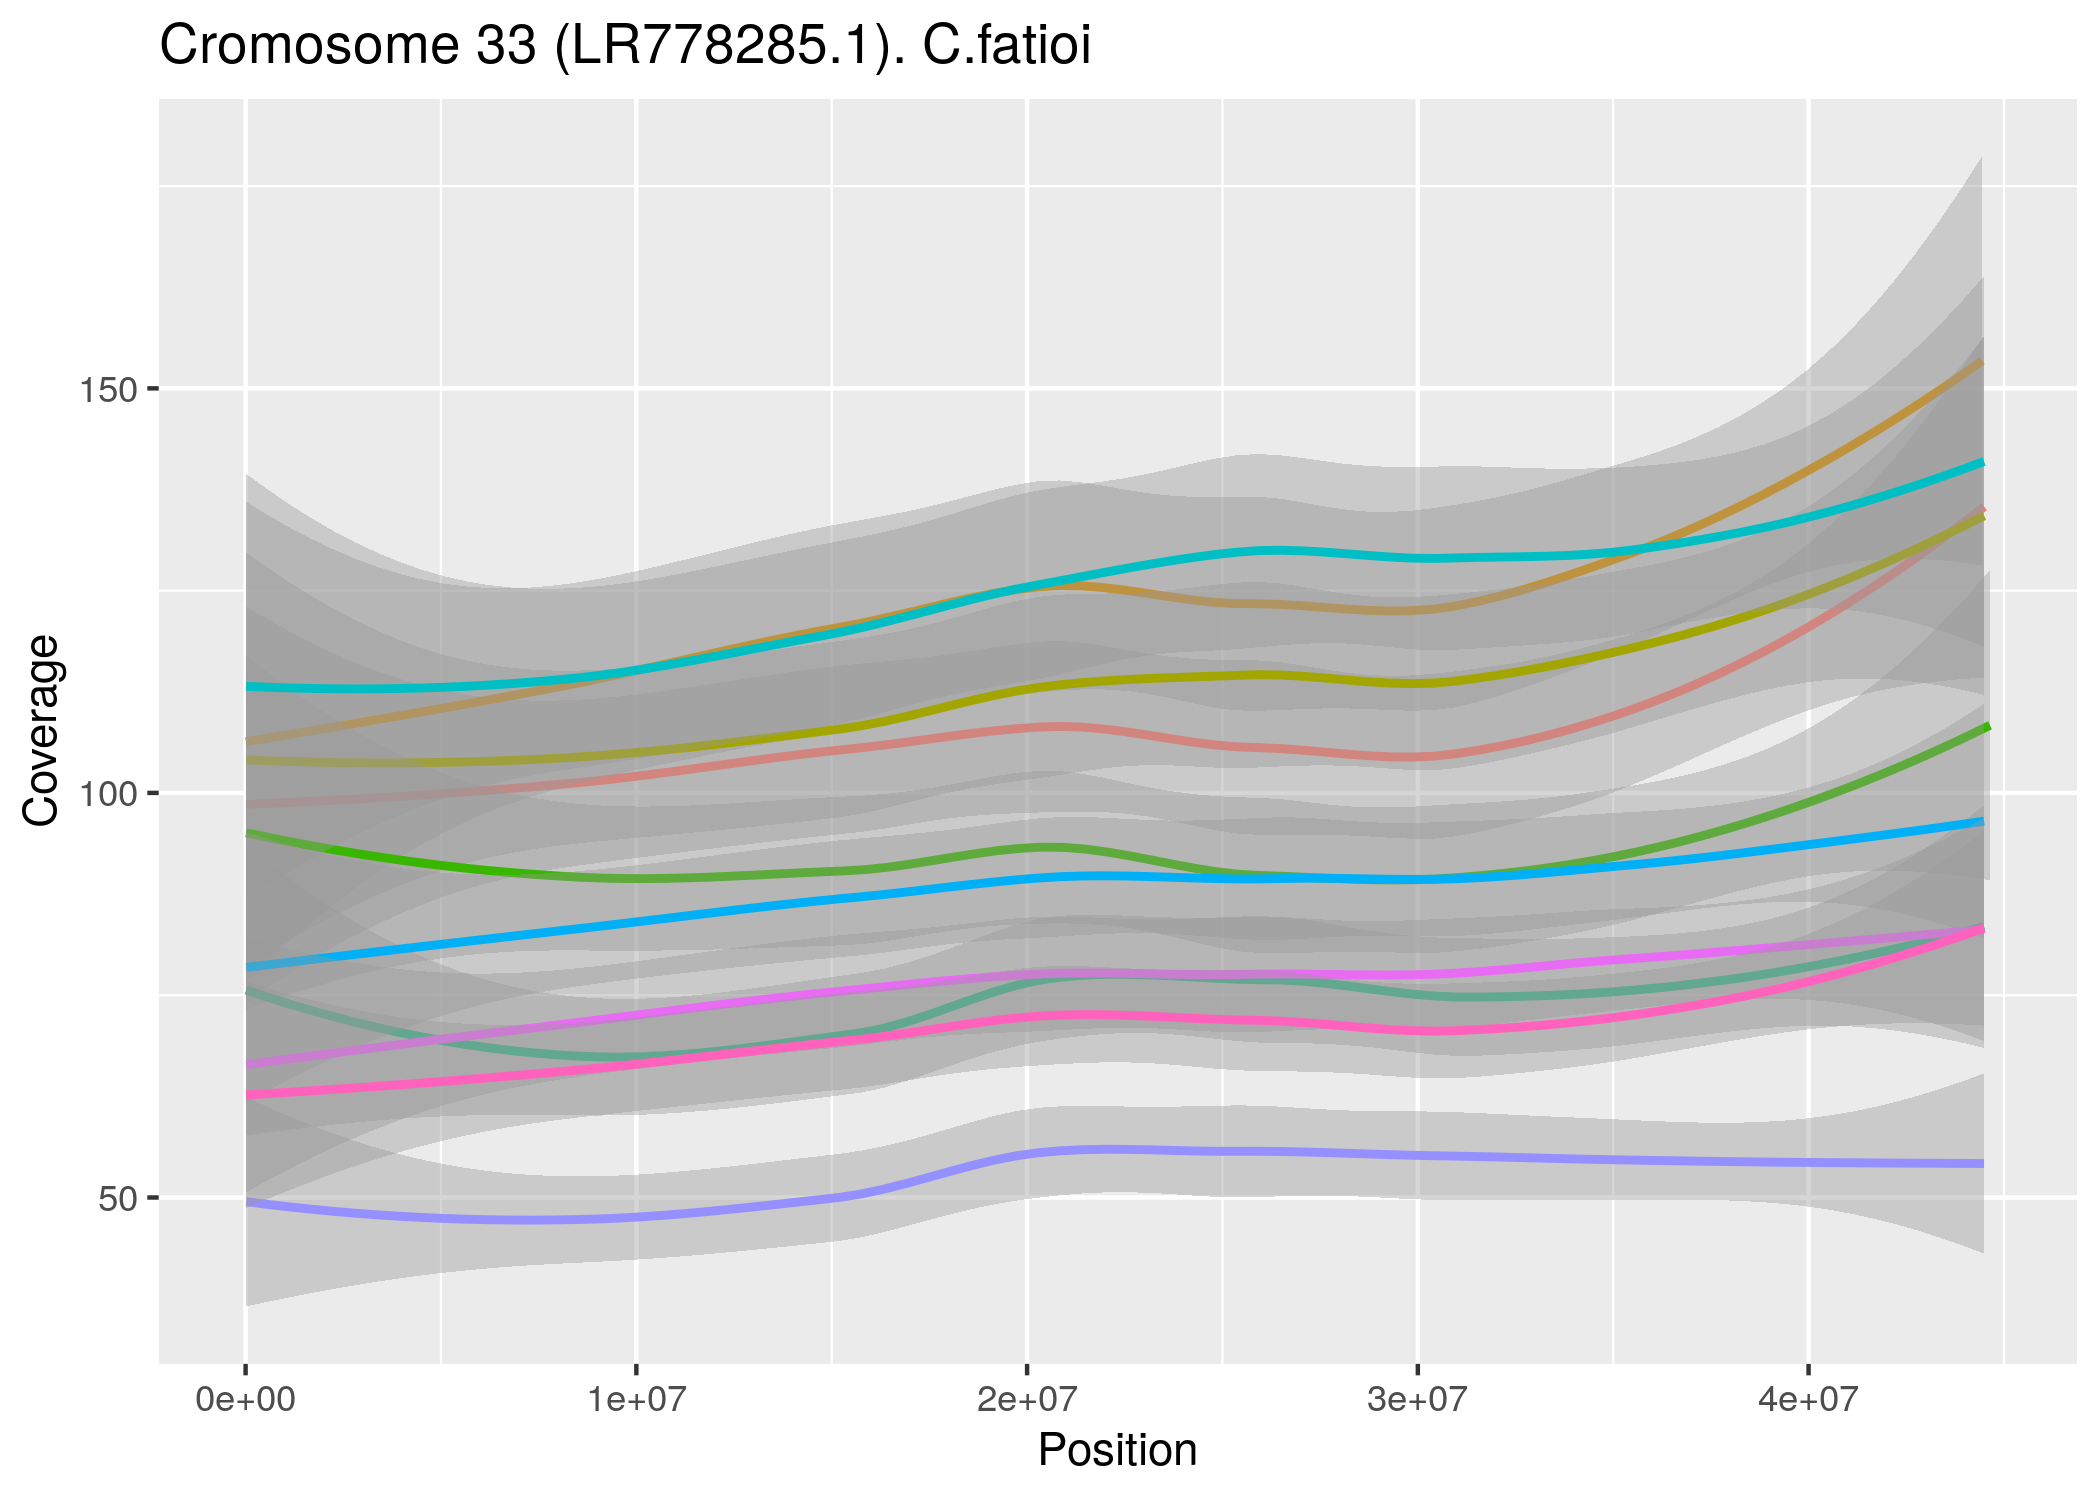 Cromosome 33 (LR778285.1). C.fatioi
150
100
50
Coverage
0e+00 1e+07 2e+07 3e+07 4e+07
Position